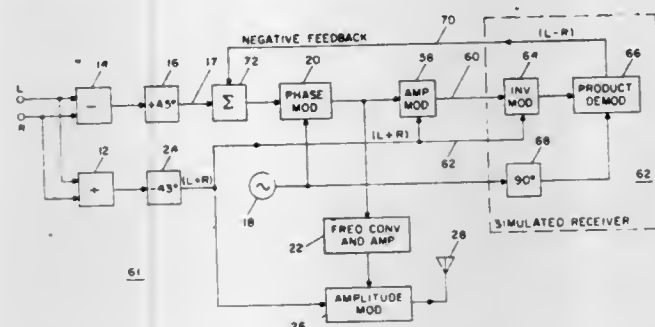 70
NEGATIVE FEEDBACK
(L-R)
L
R
14
−
16
+45°
17
72
Σ
20
PHASE MOD
58
AMP MOD
60
64
INV MOD
66
PRODUCT DEMOD
12
+
24
(L+R)
(L+R)
62
18
68
90°
62
SIMULATED RECEIVER
22
FREQ CONV AND AMP
28
61
AMPLITUDE MOD
26